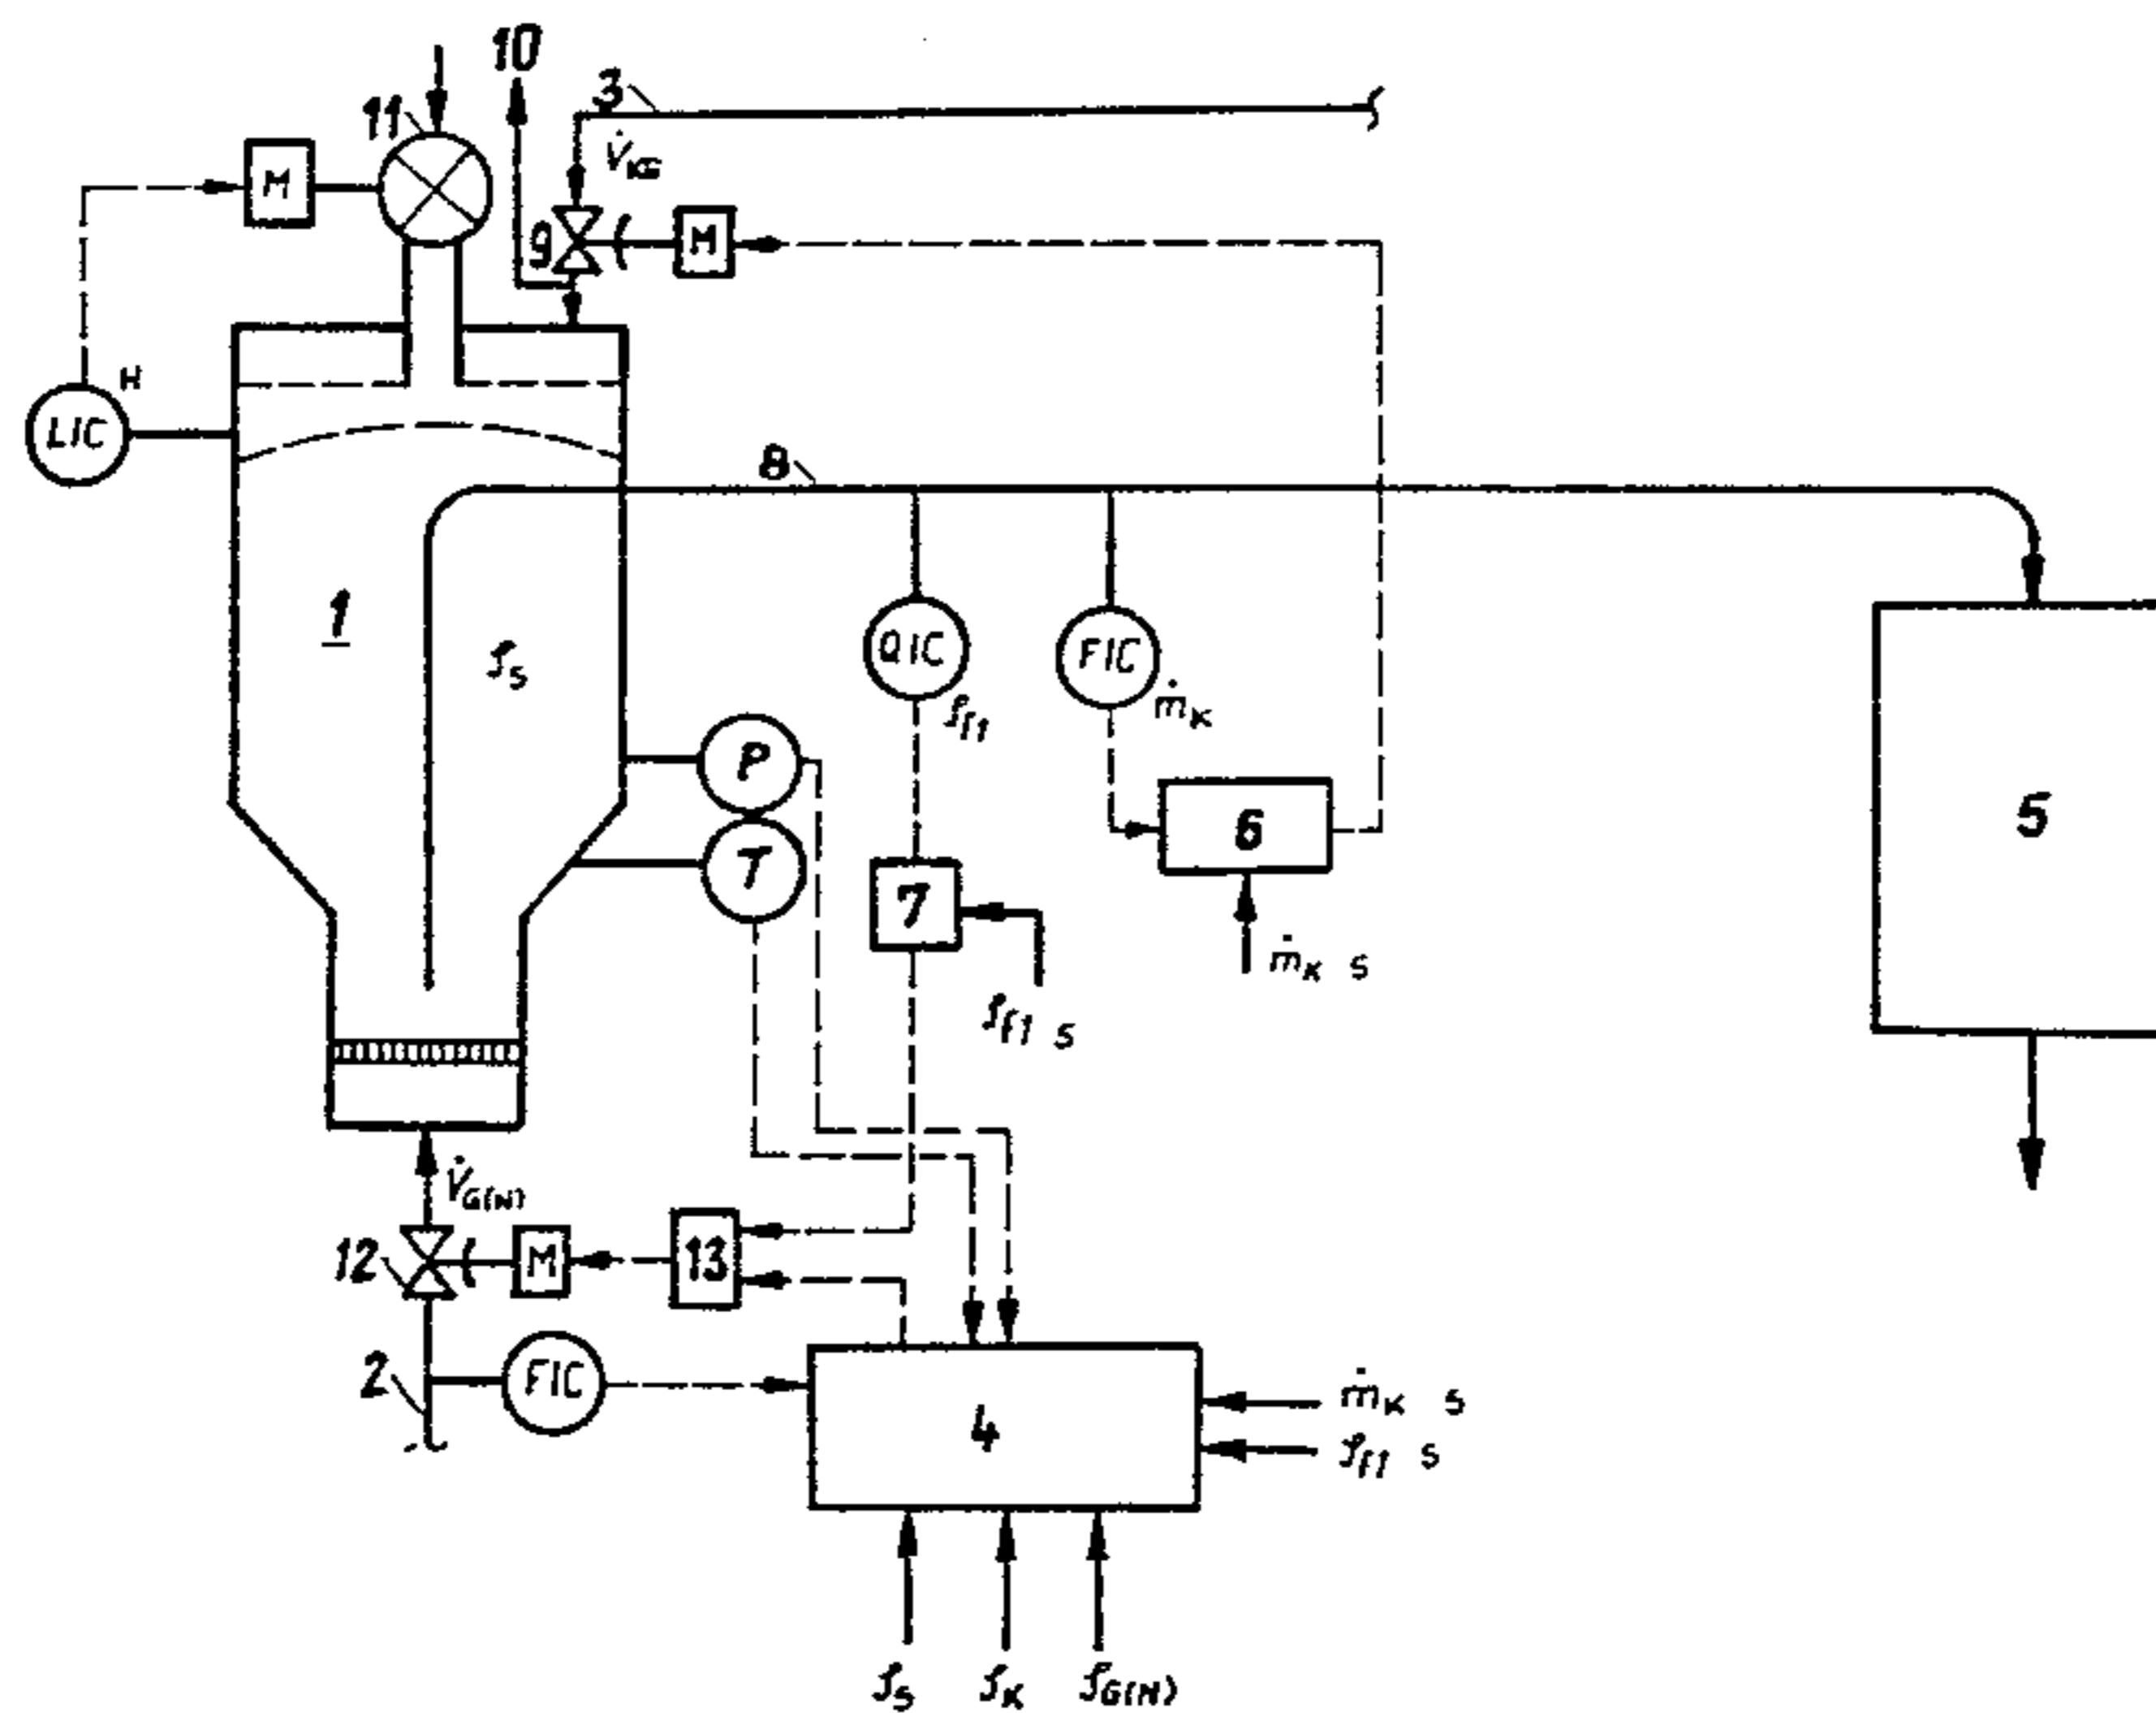 10
3
11
V̇KG
M
9
M
H
LIC
8
1
ρS
QIC
FIC
ṁK
ρf1
P
5
6
T
7
ṁK S
ρf1 S
V̇G(N)
12
M
13
2
FIC
4
ṁK S
ρf1 S
ρS
ρK
ρG(N)